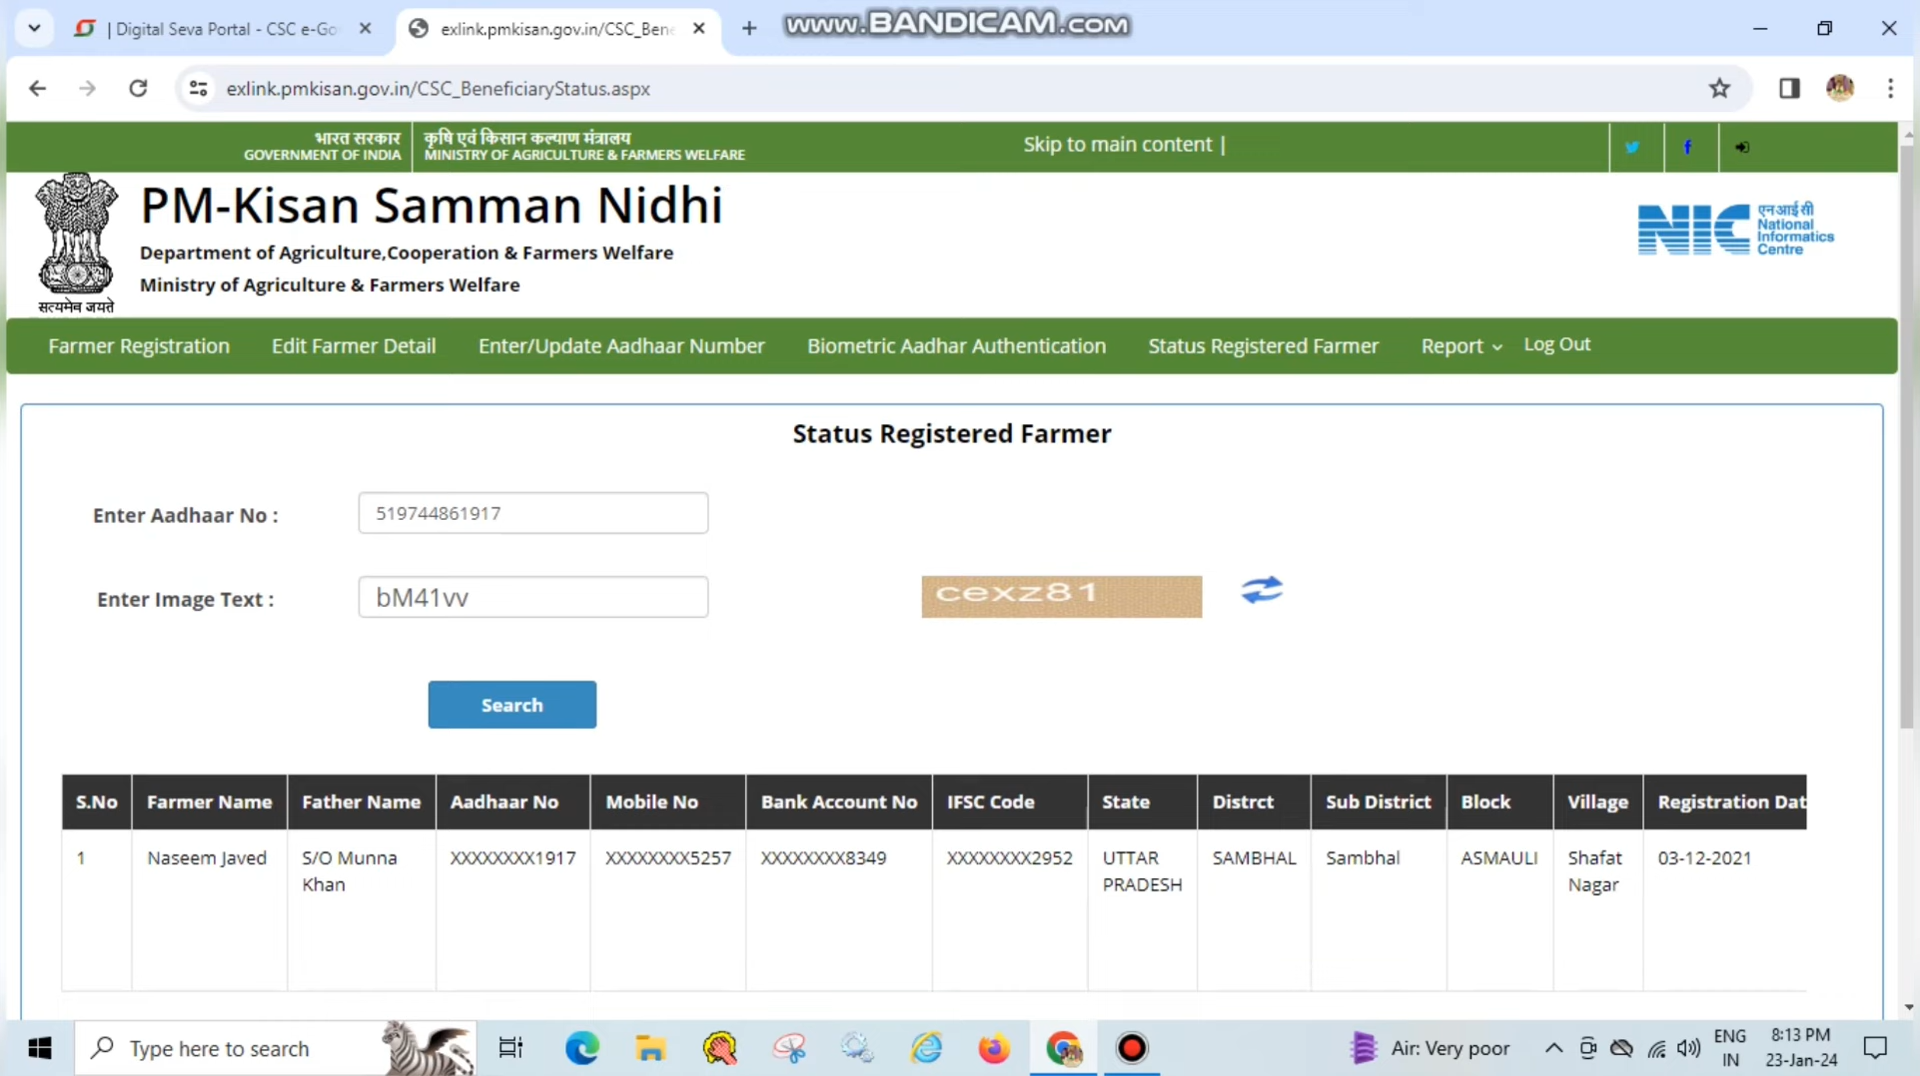 www.BANDICAM.com
| Digital Seva Portal - CSC e-Go
exlink.pmkisan.gov.in/CSC_Bene
exlink.pmkisan.gov.in/CSC_BeneficiaryStatus.aspx
भारत सरकार
GOVERNMENT OF INDIA
कृषि एवं किसान कल्याण मंत्रालय
MINISTRY OF AGRICULTURE & FARMERS WELFARE
Skip to main content |
PM-Kisan Samman Nidhi
Department of Agriculture,Cooperation & Farmers Welfare
Ministry of Agriculture & Farmers Welfare
सत्यमेव जयते
NIC
एनआईसी
National
Informatics
Centre
Farmer Registration Edit Farmer Detail Enter/Update Aadhaar Number Biometric Aadhar Authentication Status Registered Farmer Report Log Out
Status Registered Farmer
Enter Aadhaar No : 519744861917
Enter Image Text : bM41vv cexz81
Search
S.No Farmer Name Father Name Aadhaar No Mobile No Bank Account No IFSC Code State Distrct Sub District Block Village Registration Dat
1 Naseem Javed S/O Munna XXXXXXXX1917 XXXXXXXX5257 XXXXXXXX8349 XXXXXXXX2952 UTTAR SAMBHAL Sambhal ASMAULI Shafat 03-12-2021
Khan PRADESH Nagar
Type here to search
Air: Very poor
ENG
IN
8:13 PM
23-Jan-24